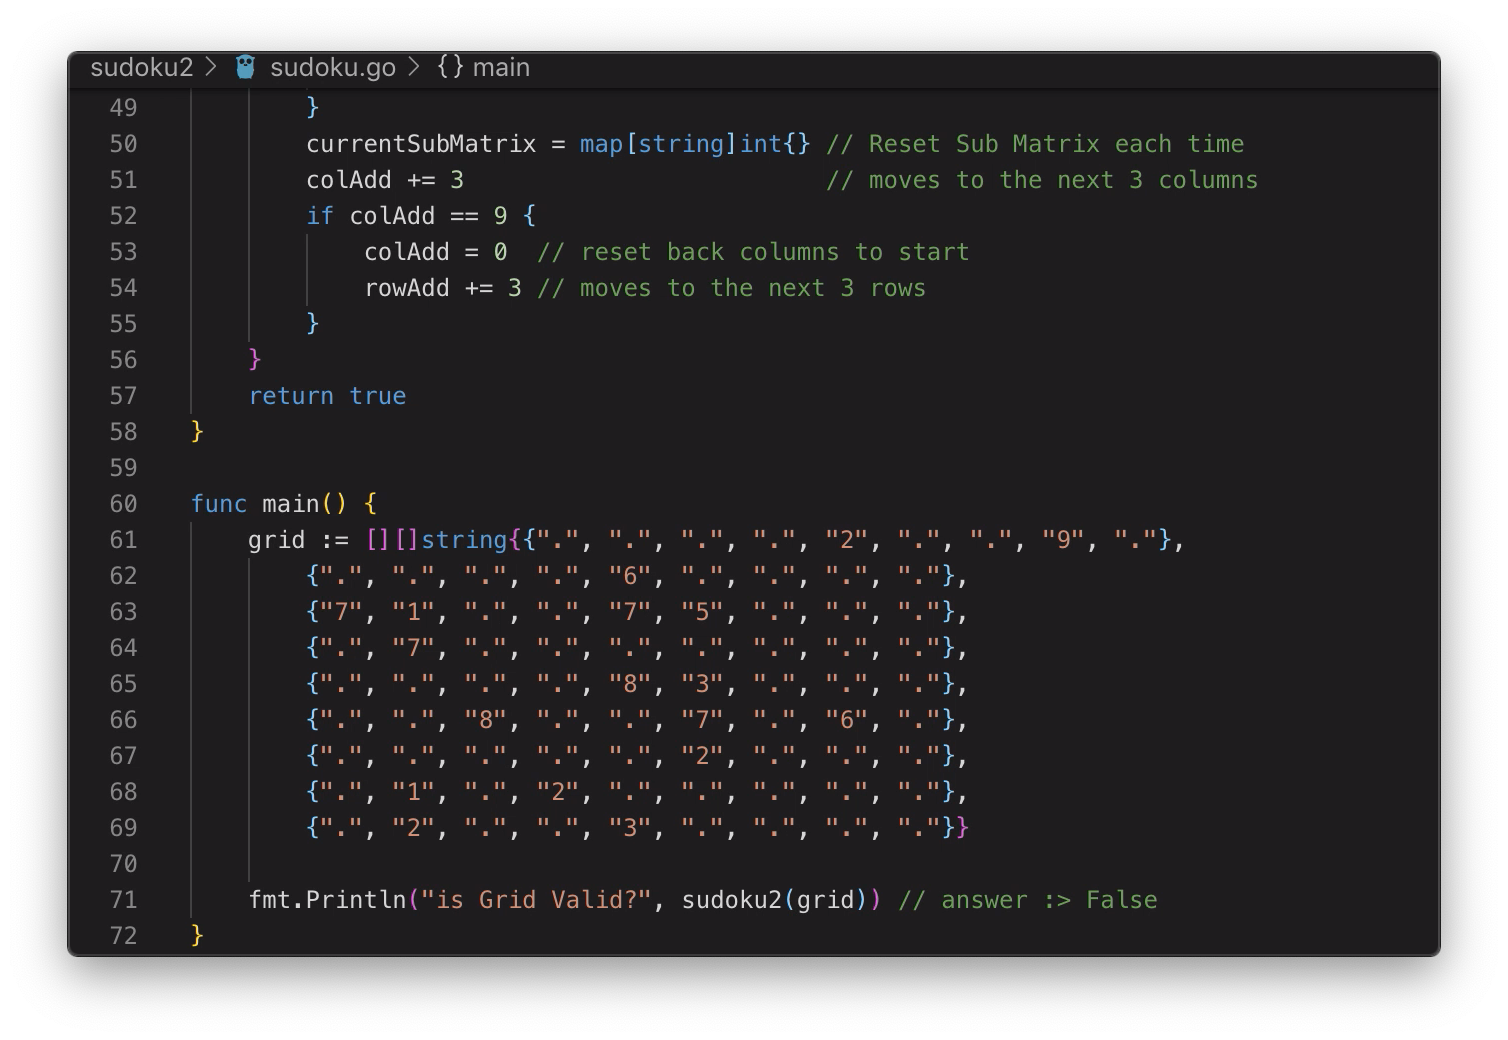 sudoku2 > sudoku.go > {} main
49 }
50 currentSubMatrix = map[string]int{} // Reset Sub Matrix each time
51 colAdd += 3 // moves to the next 3 columns
52 if colAdd == 9 {
53 colAdd = 0 // reset back columns to start
54 rowAdd += 3 // moves to the next 3 rows
55 }
56 }
57 return true
58 }
59
60 func main() {
61 grid := [][]string{{".", ".", ".", ".", "2", ".", ".", "9", "."},
62 {".", ".", ".", ".", "6", ".", ".", ".", "."},
63 {"7", "1", ".", ".", "7", "5", ".", ".", "."},
64 {".", "7", ".", ".", ".", ".", ".", ".", "."},
65 {".", ".", ".", ".", "8", "3", ".", ".", "."},
66 {".", ".", "8", ".", ".", "7", ".", "6", "."},
67 {".", ".", ".", ".", ".", "2", ".", ".", "."},
68 {".", "1", ".", "2", ".", ".", ".", ".", "."},
69 {".", "2", ".", ".", "3", ".", ".", ".", "."}}
70
71 fmt.Println("is Grid Valid?", sudoku2(grid)) // answer :> False
72 }